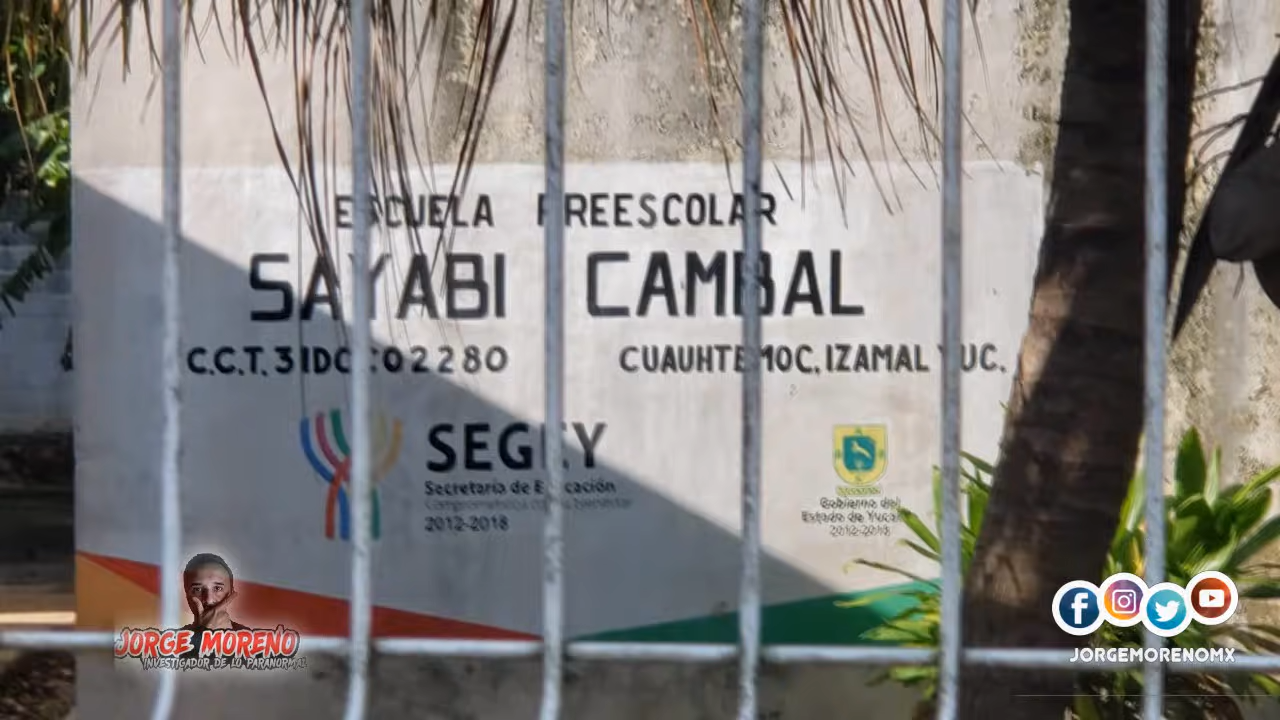 ESCUELA PREESCOLAR
SAYABI CAMBAL
CUAUHTEMOC, IZAMAL YUC.
C.C.T. 31DCC02280
SEGEY
Secretaría de Educación
2012-2018
Gobierno del
Estado de Yucatán
2012-2018
JORGE MORENO
INVESTIGADOR DE LO PARANORMAL
JORGEMORENOMX